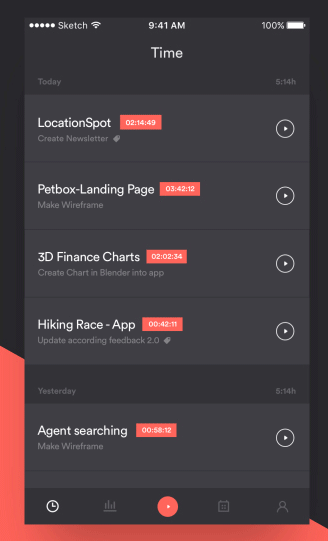 Sketch 9:41 AM 100%
Time
Today 5:14h
LocationSpot 02:14:49
Create Newsletter
Petbox-Landing Page 03:42:12
Make Wireframe
3D Finance Charts 02:02:34
Create Chart in Blender into app
Hiking Race - App 00:42:11
Update according feedback 2.0
Yesterday 5:14h
Agent searching 00:58:12
Make Wireframe